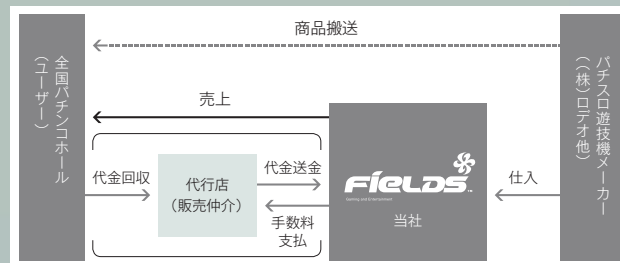 商品搬送
全国パチンコホール
（ユーザー）
売上
代金回収
代行店
（販売仲介）
代金送金
手数料
支払
FIELDS
Gaming and Entertainment
当社
仕入
パチスロ遊技機メーカー
（（株）ロデオ他）